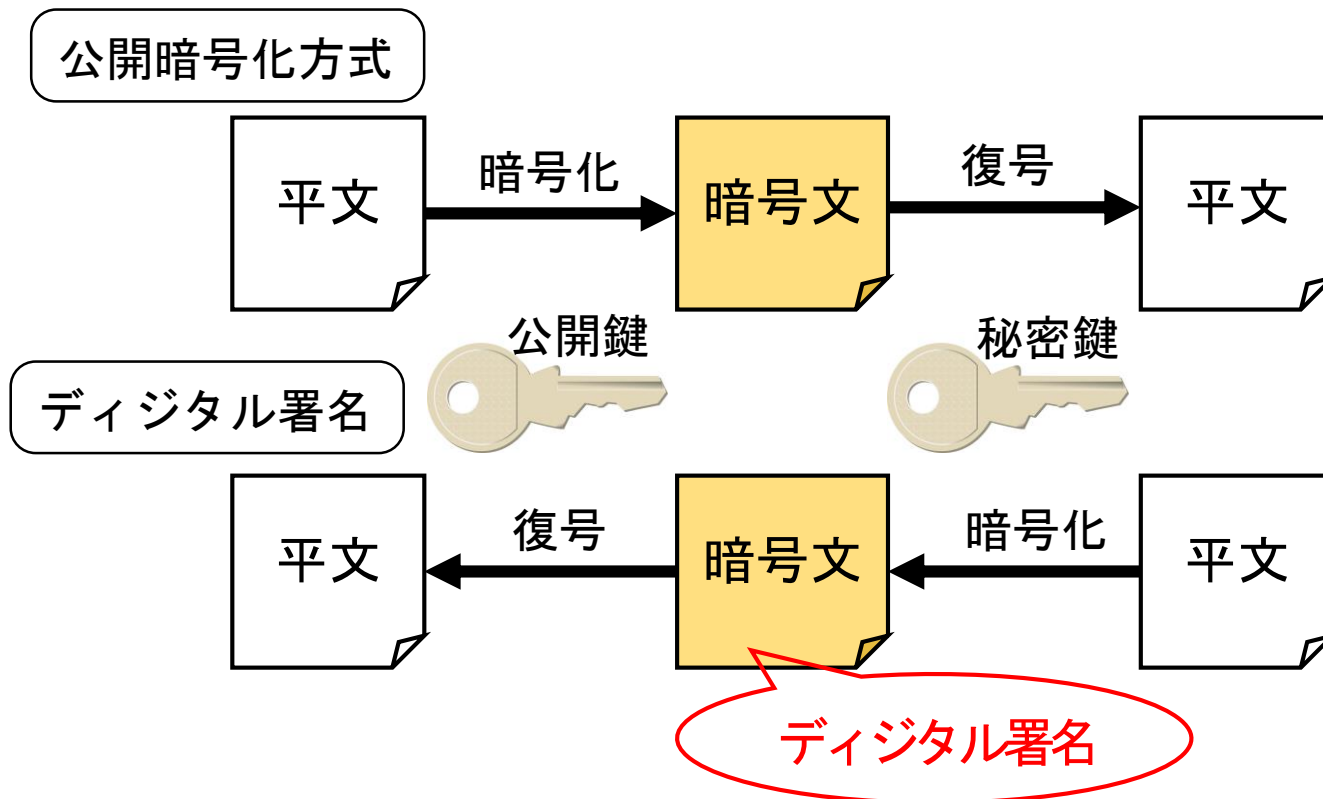 公開暗号化方式
平文
暗号化
暗号文
復号
平文
公開鍵
秘密鍵
ディジタル署名
平文
復号
暗号文
暗号化
平文
ディジタル署名